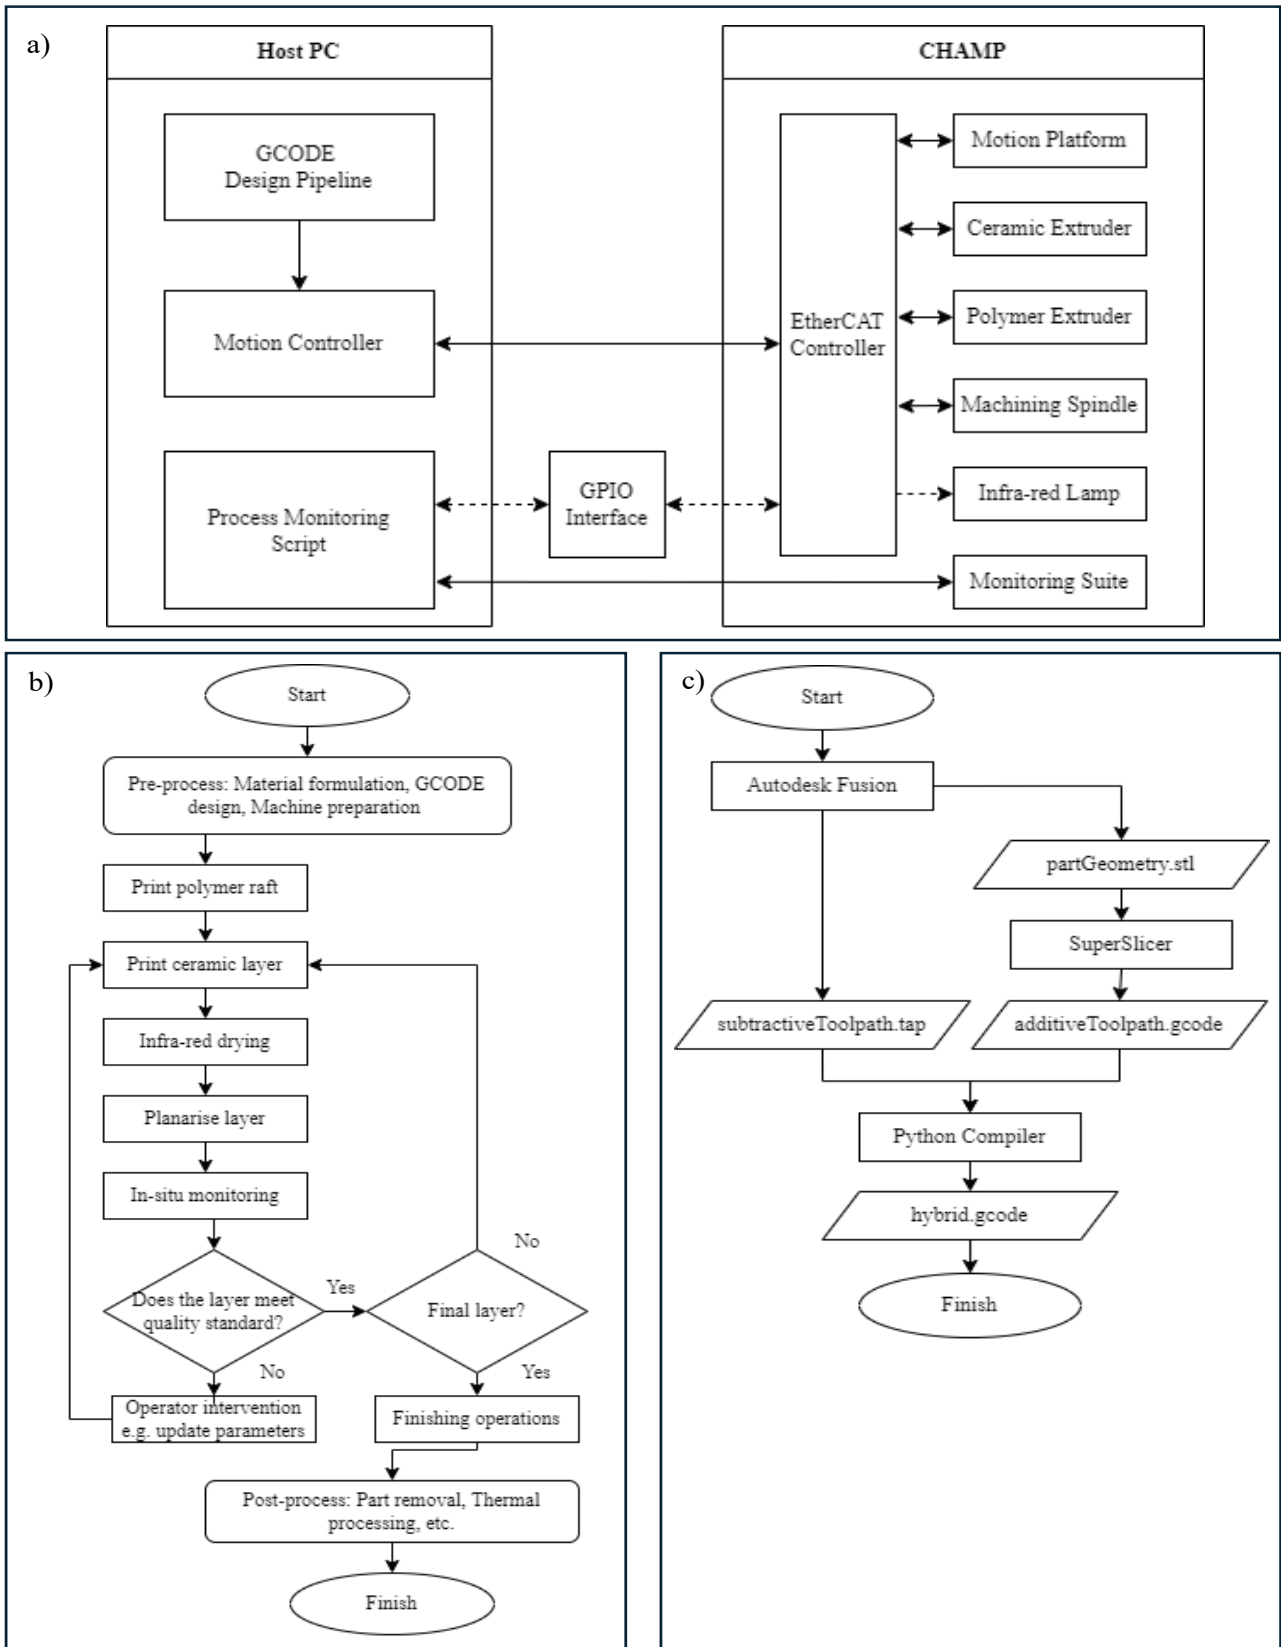 a)
Host PC
CHAMP
GCODE
Design Pipeline
Motion Platform
Ceramic Extruder
Motion Controller
EtherCAT
Controller
Polymer Extruder
Machining Spindle
Process Monitoring
Script
GPIO
Interface
Infra-red Lamp
Monitoring Suite
b)
Start
Pre-process: Material formulation, GCODE
design, Machine preparation
Print polymer raft
Print ceramic layer
Infra-red drying
Planarise layer
In-situ monitoring
Does the layer meet
quality standard?
Yes
No
Final layer?
No
Yes
Operator intervention
e.g. update parameters
Finishing operations
Post-process: Part removal, Thermal
processing, etc.
Finish
c)
Start
Autodesk Fusion
partGeometry.stl
SuperSlicer
subtractiveToolpath.tap
additiveToolpath.gcode
Python Compiler
hybrid.gcode
Finish